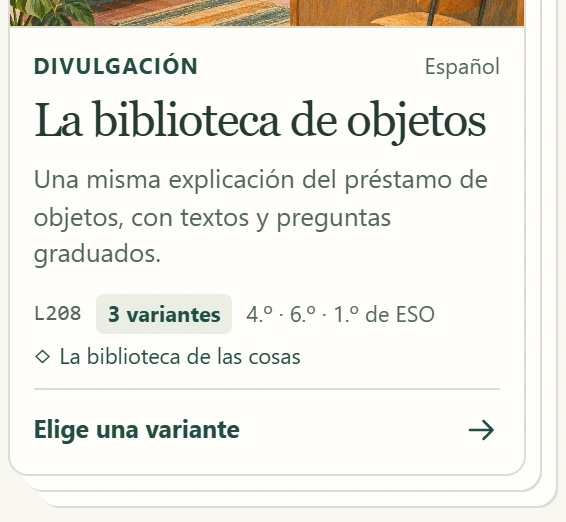 DIVULGACIÓN Español
La biblioteca de objetos
Una misma explicación del préstamo de
objetos, con textos y preguntas
graduados.
L208 3 variantes 4.º · 6.º · 1.º de ESO
◇ La biblioteca de las cosas
Elige una variante →